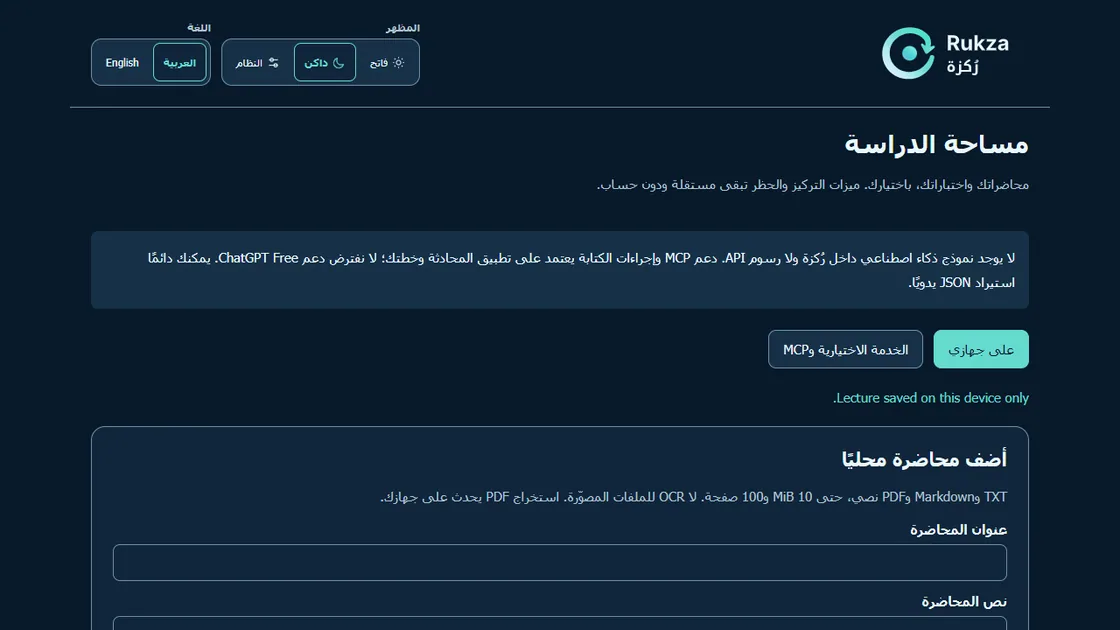 Rukza
رُكزة
المظهر
فاتح
داكن
النظام
اللغة
العربية
English
مساحة الدراسة
محاضراتك واختباراتك، باختيارك. ميزات التركيز والحظر تبقى مستقلة ودون حساب.
لا يوجد نموذج ذكاء اصطناعي داخل رُكزة ولا رسوم API. دعم MCP وإجراءات الكتابة يعتمد على تطبيق المحادثة وخطتك؛ لا نفترض دعم ChatGPT Free. يمكنك دائمًا
استيراد JSON يدويًا.
على جهازي
الخدمة الاختيارية وMCP
Lecture saved on this device only.
أضف محاضرة محليًا
TXT وMarkdown وPDF نصي، حتى 10 MiB و100 صفحة. لا OCR للملفات المصوّرة. استخراج PDF يحدث على جهازك.
عنوان المحاضرة
نص المحاضرة